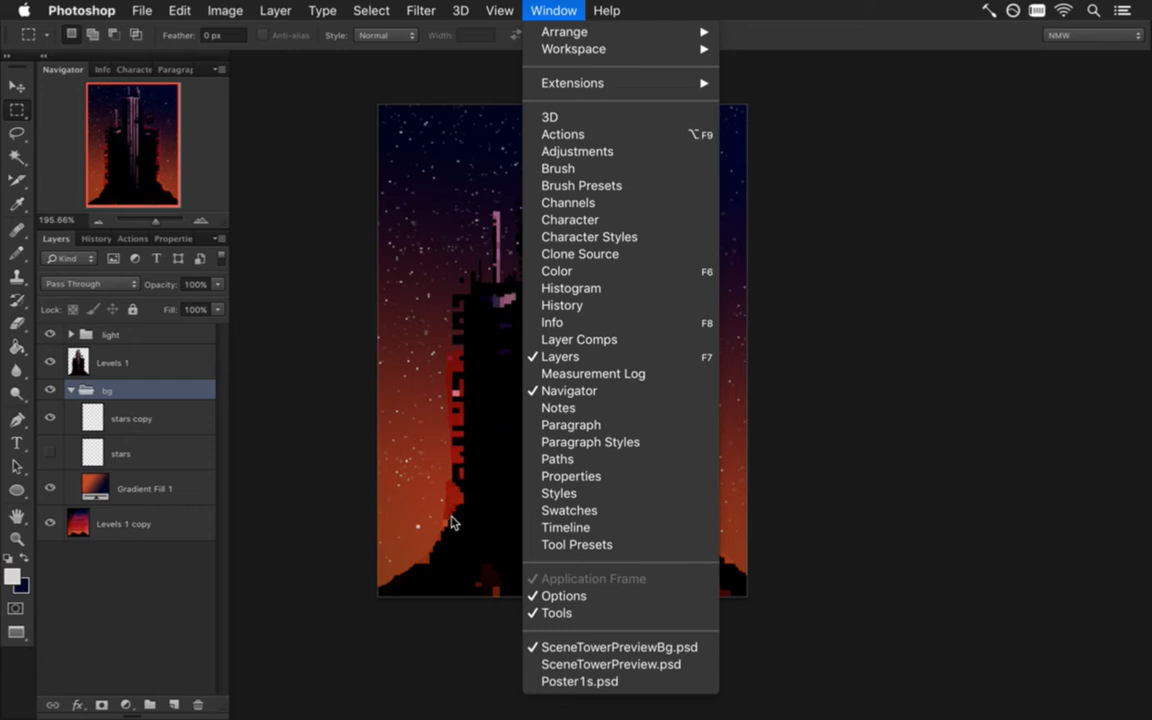 Photoshop File Edit Image Layer Type Select Filter 3D View Window Help
Feather: 0 px Anti-alias Style: Normal Width: NMW
Navigator Info Characte Paragraj
195.66%
Layers History Actions Propertie
Kind
Pass Through Opacity: 100%
Lock: Fill: 100%
light
Levels 1
bg
stars copy
stars
Gradient Fill 1
Levels 1 copy
Arrange
Workspace
Extensions
3D
Actions ⌥F9
Adjustments
Brush
Brush Presets
Channels
Character
Character Styles
Clone Source
Color F6
Histogram
History
Info F8
Layer Comps
Layers F7
Measurement Log
Navigator
Notes
Paragraph
Paragraph Styles
Paths
Properties
Styles
Swatches
Timeline
Tool Presets
Application Frame
Options
Tools
SceneTowerPreviewBg.psd
SceneTowerPreview.psd
Poster1s.psd